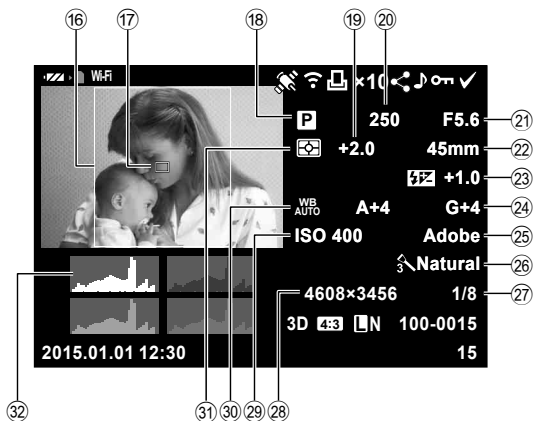 ⑯ ⑰ ⑱ ⑲ ⑳
Wi-Fi ×10
P 250 F5.6 ㉑
+2.0 45mm ㉒
+1.0 ㉓
WB AUTO A+4 G+4 ㉔
ISO 400 Adobe ㉕
3 Natural ㉖
4608×3456 1/8 ㉗
3D 4:3 LN 100-0015
2015.01.01 12:30 15
㉜ ㉛ ㉚ ㉙ ㉘